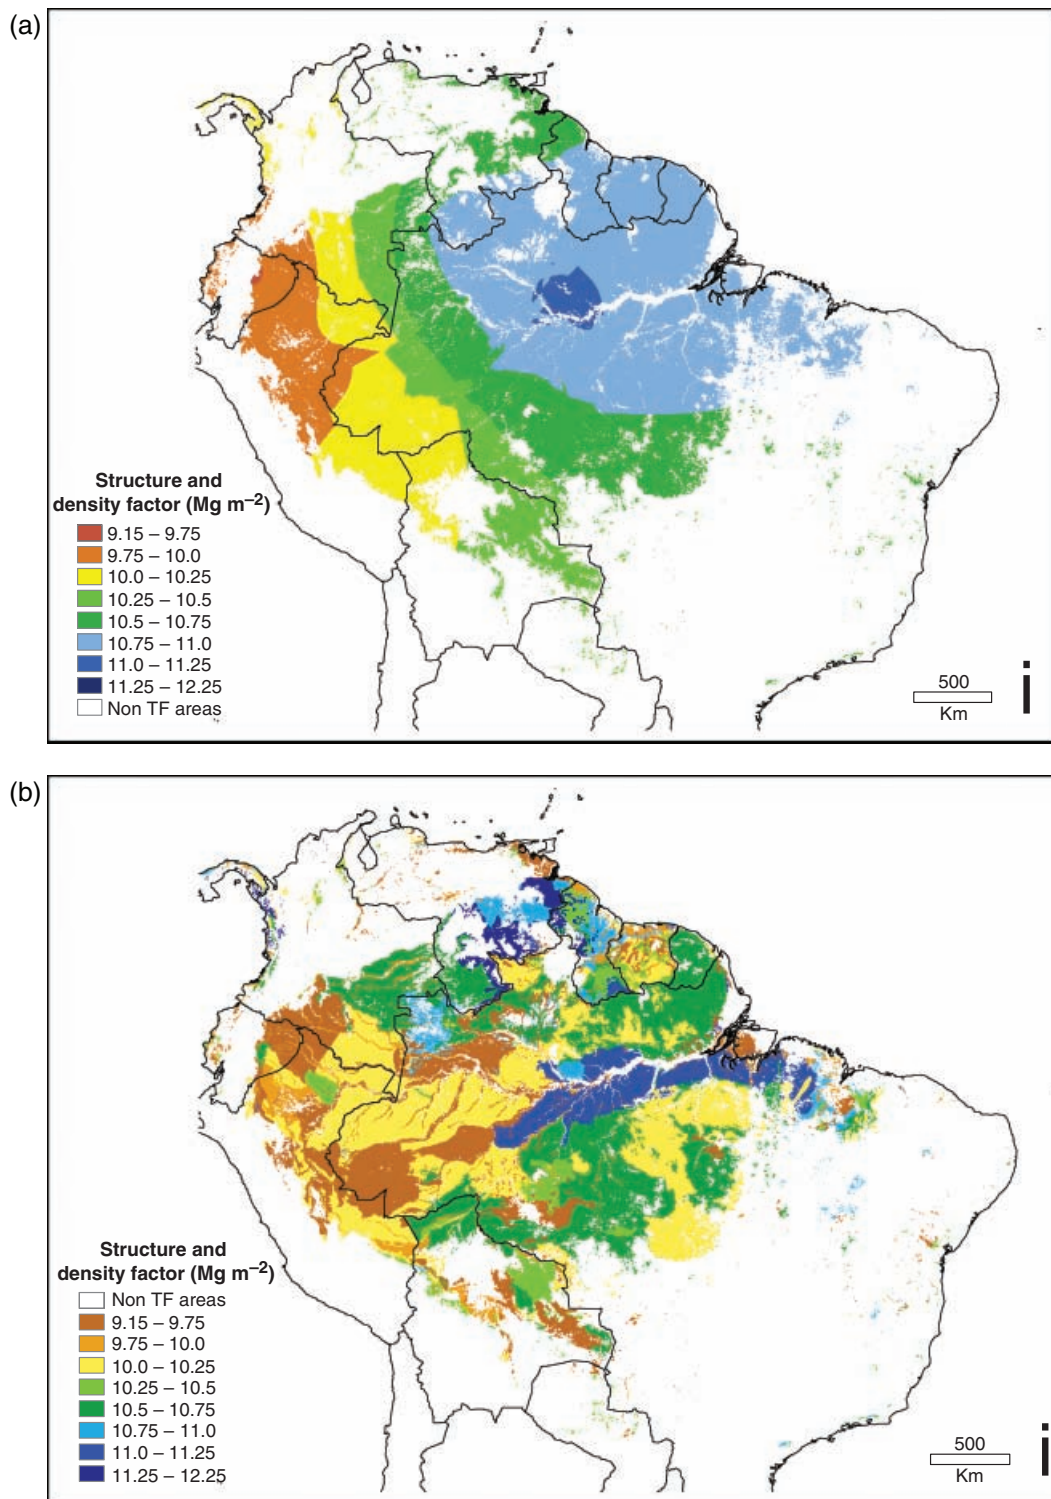 (a)
Structure and
density factor (Mg m−2)
9.15 – 9.75
9.75 – 10.0
10.0 – 10.25
10.25 – 10.5
10.5 – 10.75
10.75 – 11.0
11.0 – 11.25
11.25 – 12.25
Non TF areas
500
Km
i
(b)
Structure and
density factor (Mg m−2)
Non TF areas
9.15 – 9.75
9.75 – 10.0
10.0 – 10.25
10.25 – 10.5
10.5 – 10.75
10.75 – 11.0
11.0 – 11.25
11.25 – 12.25
500
Km
i